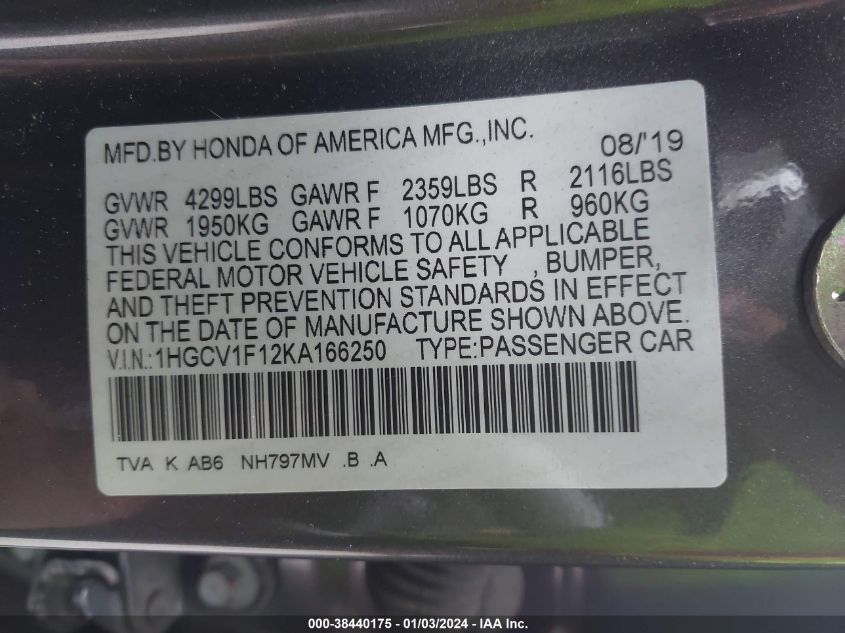 MFD.BY HONDA OF AMERICA MFG.,INC. 08/'19
GVWR 4299LBS GAWR F 2359LBS R 2116LBS
GVWR 1950KG GAWR F 1070KG R 960KG
THIS VEHICLE CONFORMS TO ALL APPLICABLE
FEDERAL MOTOR VEHICLE SAFETY , BUMPER,
AND THEFT PREVENTION STANDARDS IN EFFECT
ON THE DATE OF MANUFACTURE SHOWN ABOVE.
V.I.N.:1HGCV1F12KA166250 TYPE:PASSENGER CAR
TVA K AB6 NH797MV .B .A
000-38440175 - 01/03/2024 - IAA Inc.